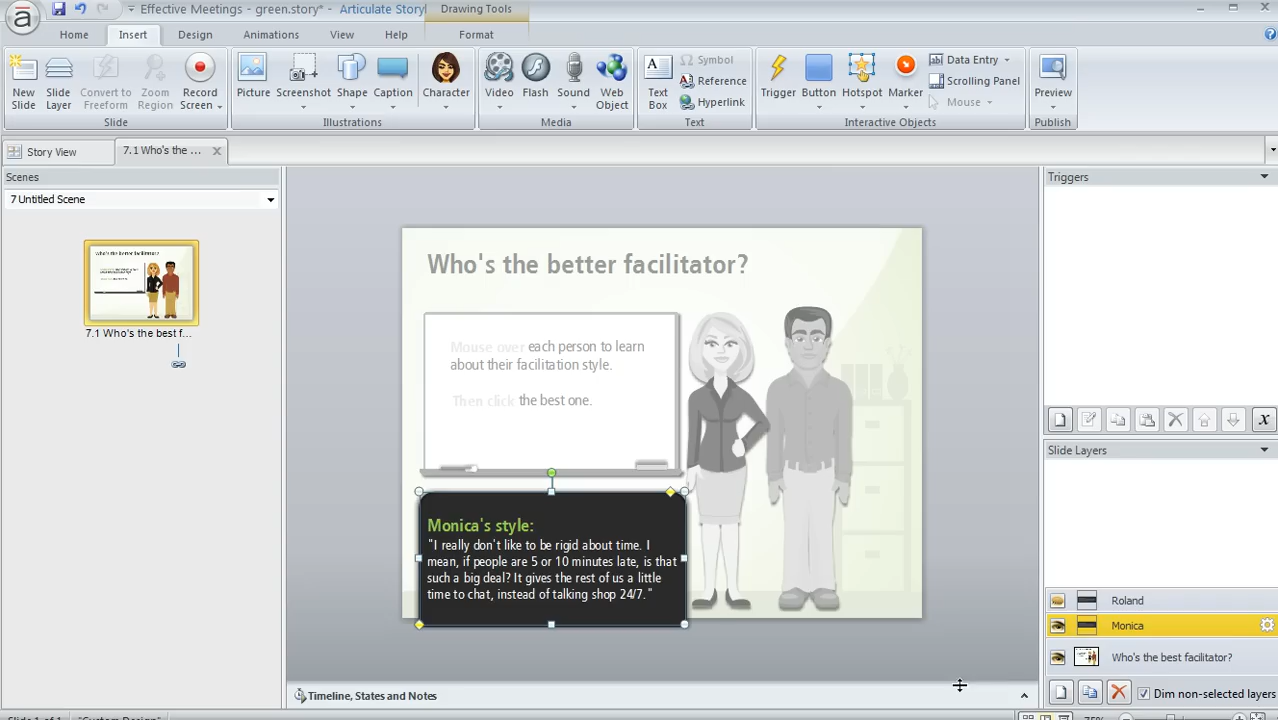 Effective Meetings - green.story* - Articulate Story
Drawing Tools
Home Insert Design Animations View Help Format
New Slide
Slide Layer
Convert to Freeform
Zoom Region
Record Screen
Picture
Screenshot
Shape
Caption
Character
Video
Flash
Sound
Web Object
Text Box
Symbol
Reference
Hyperlink
Trigger
Button
Hotspot
Marker
Data Entry
Scrolling Panel
Mouse
Preview
Slide Illustrations Media Text Interactive Objects Publish
Story View
7.1 Who's the ...
Scenes
7 Untitled Scene
Who's the better facilitator?
7.1 Who's the best f...
Who's the better facilitator?
Mouse over each person to learn
about their facilitation style.
Then click the best one.
Monica's style:
"I really don't like to be rigid about time. I
mean, if people are 5 or 10 minutes late, is that
such a big deal? It gives the rest of us a little
time to chat, instead of talking shop 24/7."
Triggers
x
Slide Layers
Roland
Monica
Who's the best facilitator?
Dim non-selected layers
Timeline, States and Notes
Slide 1 of 1
"Custom Design"
75%